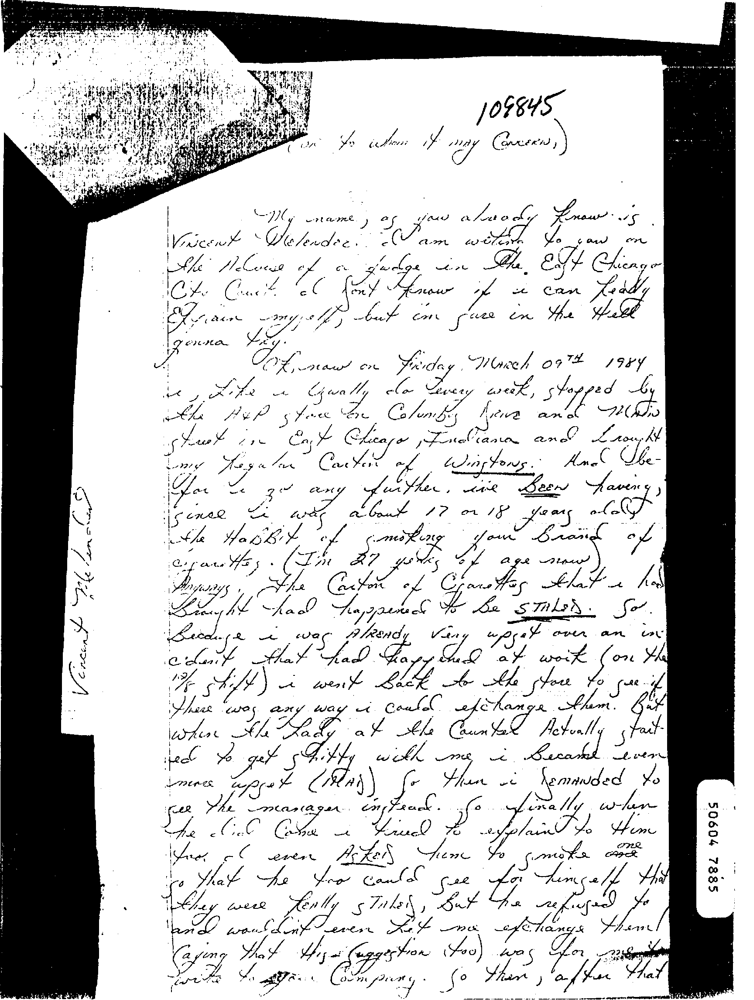 109845
(or to whom it may Concern,)
My name, as you already know is
Vincent Melendez. I am writing to you on
the Advice of a judge in the East Chicago
City Court. I dont know if i can Really
Explain myself, but im sure in the Hell
gonna try.
Ok, now on Friday March 09TH 1984
i, Like i Usually do every week, stopped by
the A&P store on Columbus Drive and Main
street in East Chicago, Indiana and Brought
my Regular Carton of Winstons. And be-
for i go any further, ive BEEN having,
since i was about 17 or 18 years old,
the HaBBit of smoking your Brand of
cigarettes. (I'm 27 years of age now)
Anyways, the Carton of Cigarettes that i had
Brought had happened to be STALED. So
Because i was AlReady Very upset over an in-
cident that had happened at work (on the
shift) i went Back to the store to see if
there was any way i could exchange them. But
when the Lady at the Counter Actually start-
ed to get shitty with me i became even
more upset (MAD) So then i DEMANDED to
see the manager instead. So finally when
he did Come i tried to explain to Him
too. I even ASKED him to smoke one
so that he too could see for himself that
they were Really STALED, But he refused to
and wouldnt even Let me exchange them!
Saying that His Suggestion (too) was for me to
write to your Company. So then, after that
Vincent Melendez
50604 7885